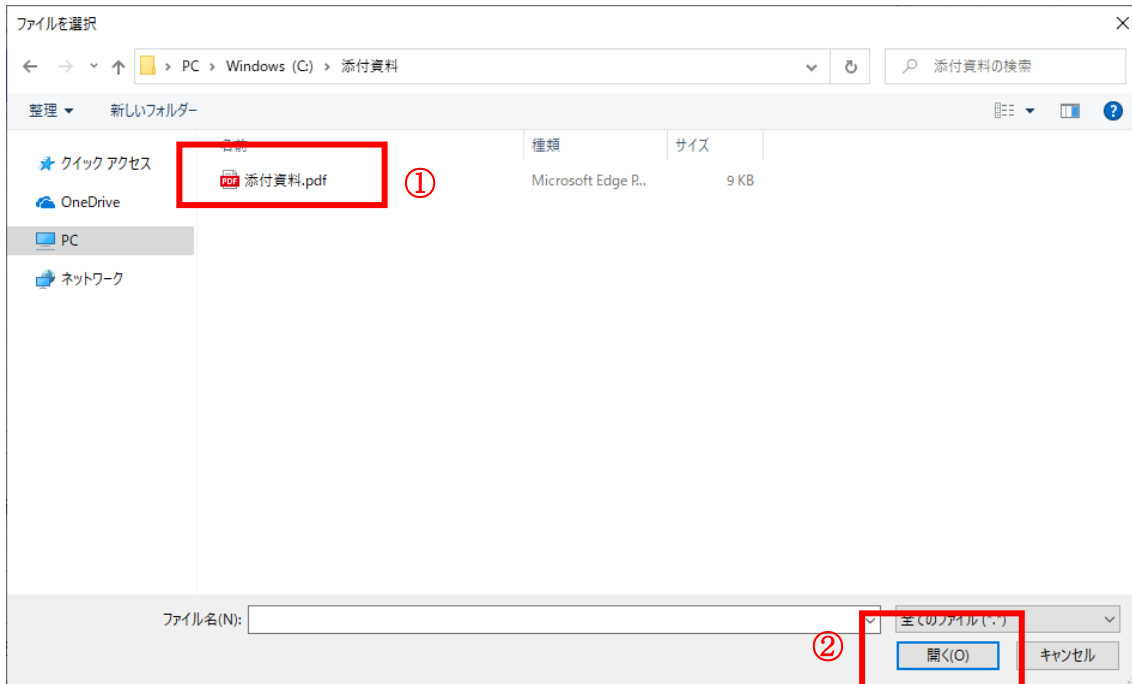 ファイルを選択
PC › Windows (C:) › 添付資料
添付資料の検索
整理
新しいフォルダー
名前
種類
サイズ
クイック アクセス
PDF 添付資料.pdf
①
Microsoft Edge P...
9 KB
OneDrive
PC
ネットワーク
ファイル名(N):
全てのファイル (*.*)
②
開く(O)
キャンセル